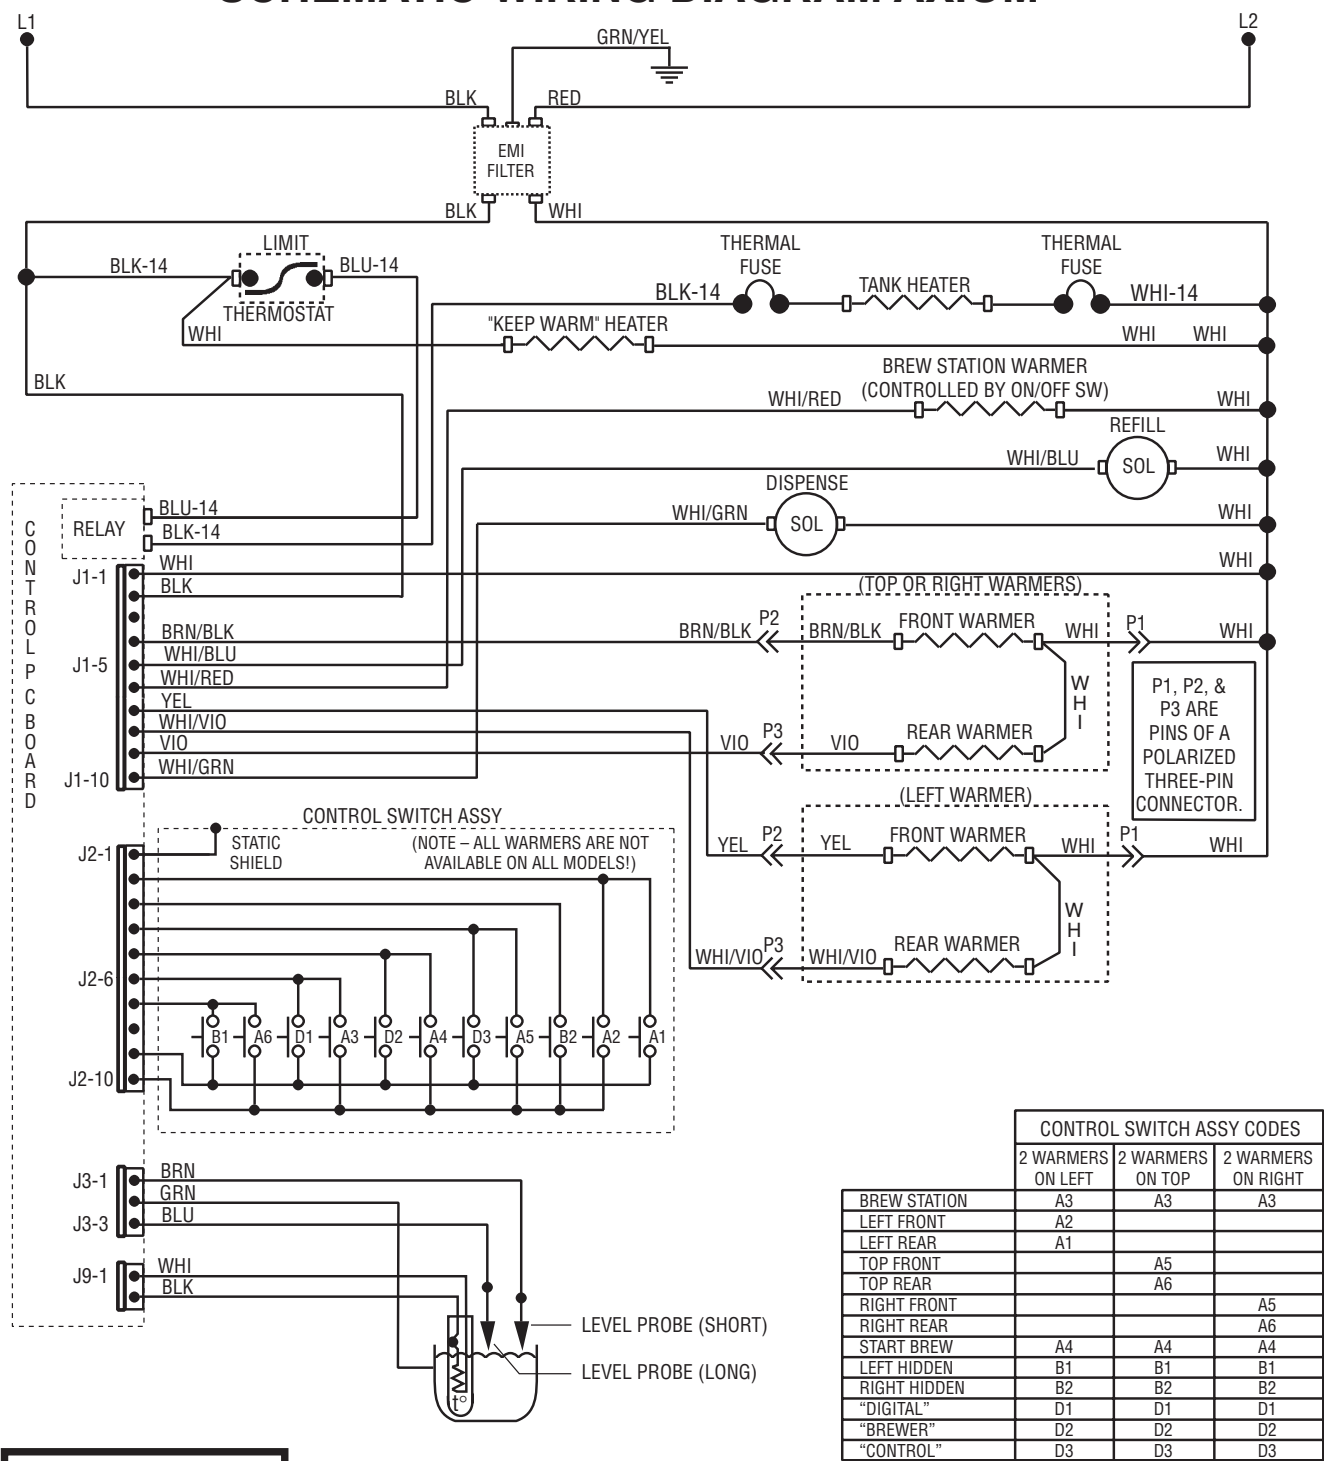 SCHEMATIC WIRING DIAGRAM AXIOM
L1
L2
GRN/YEL
BLK
RED
EMI
FILTER
BLK
WHI
LIMIT
THERMOSTAT
BLK-14
BLU-14
WHI
THERMAL
FUSE
THERMAL
FUSE
BLK-14
TANK HEATER
WHI-14
"KEEP WARM" HEATER
WHI
WHI
BLK
BREW STATION WARMER
(CONTROLLED BY ON/OFF SW)
WHI/RED
WHI
REFILL
WHI/BLU
SOL
WHI
DISPENSE
WHI/GRN
SOL
WHI
CONTROL PC BOARD
RELAY
BLU-14
BLK-14
J1-1
WHI
WHI
BLK
BRN/BLK
J1-5
WHI/BLU
WHI/RED
YEL
WHI/VIO
VIO
J1-10
WHI/GRN
(TOP OR RIGHT WARMERS)
BRN/BLK
P2
BRN/BLK
FRONT WARMER
WHI
P1
WHI
WHI
VIO
P3
VIO
REAR WARMER
P1, P2, &
P3 ARE
PINS OF A
POLARIZED
THREE-PIN
CONNECTOR.
(LEFT WARMER)
YEL
P2
YEL
FRONT WARMER
WHI
P1
WHI
WHI
WHI/VIO
P3
WHI/VIO
REAR WARMER
CONTROL SWITCH ASSY
J2-1
STATIC
SHIELD
(NOTE – ALL WARMERS ARE NOT
AVAILABLE ON ALL MODELS!)
J2-6
B1 A6 D1 A3 D2 A4 D3 A5 B2 A2 A1
J2-10
J3-1
BRN
GRN
J3-3
BLU
J9-1
WHI
BLK
LEVEL PROBE (SHORT)
LEVEL PROBE (LONG)
t°
CONTROL SWITCH ASSY CODES
2 WARMERS ON LEFT 2 WARMERS ON TOP 2 WARMERS ON RIGHT
BREW STATION A3 A3 A3
LEFT FRONT A2
LEFT REAR A1
TOP FRONT A5
TOP REAR A6
RIGHT FRONT A5
RIGHT REAR A6
START BREW A4 A4 A4
LEFT HIDDEN B1 B1 B1
RIGHT HIDDEN B2 B2 B2
“DIGITAL” D1 D1 D1
“BREWER” D2 D2 D2
“CONTROL” D3 D3 D3